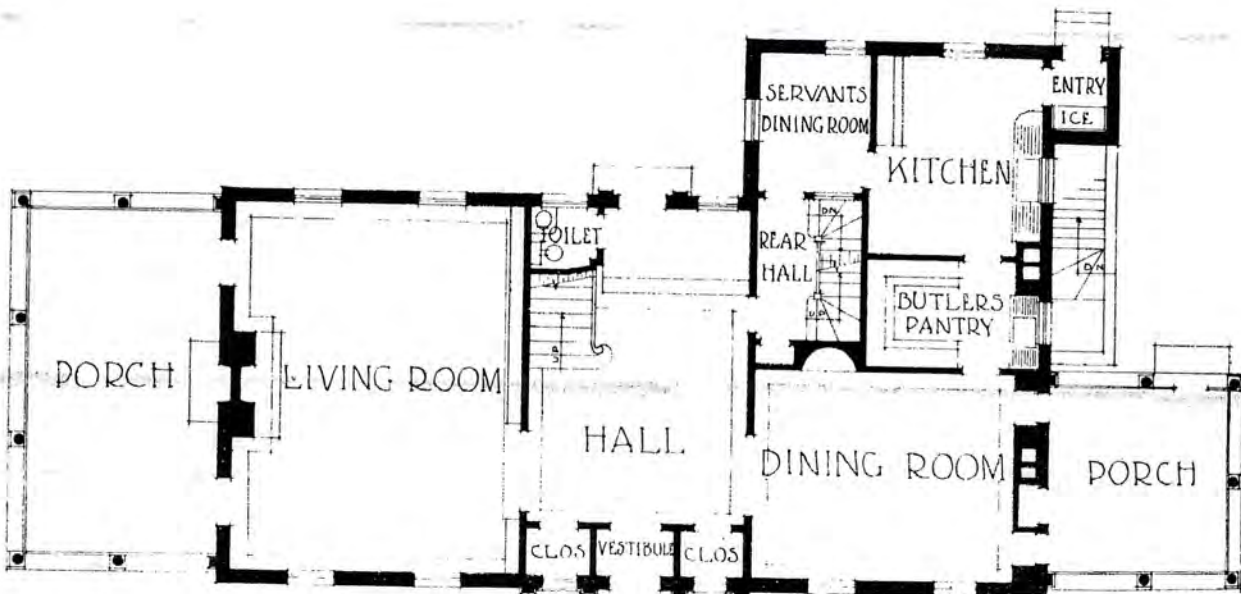 SERVANTS
DINING ROOM
ENTRY
ICE
KITCHEN
TOILET
DN
REAR
HALL
DN
BUTLERS
PANTRY
UP
UP
PORCH
LIVING ROOM
HALL
DINING ROOM
PORCH
CLOS
VESTIBULE
CLOS